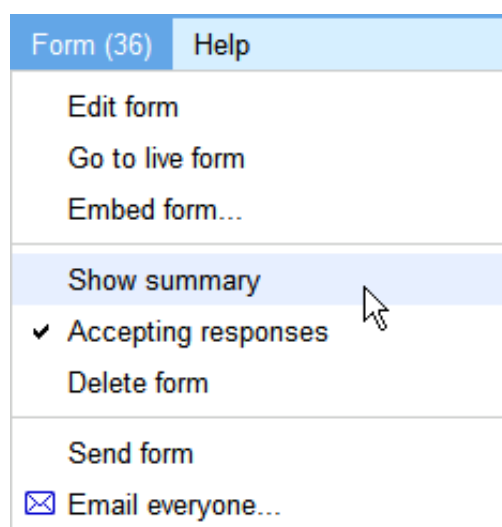 Form (36) Help
Edit form
Go to live form
Embed form...
Show summary
Accepting responses
Delete form
Send form
Email everyone...